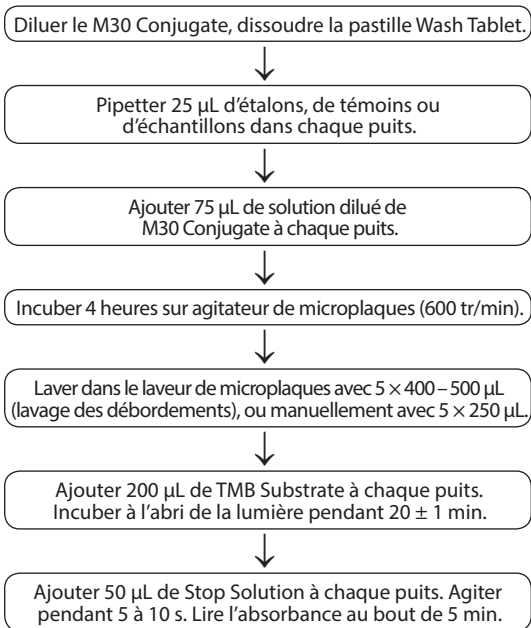 Diluer le M30 Conjugate, dissoudre la pastille Wash Tablet.
Pipetter 25 µL d'étalons, de témoins ou
d'échantillons dans chaque puits.
Ajouter 75 µL de solution dilué de
M30 Conjugate à chaque puits.
Incuber 4 heures sur agitateur de microplaques (600 tr/min).
Laver dans le laveur de microplaques avec 5 × 400 – 500 µL
(lavage des débordements), ou manuellement avec 5 × 250 µL.
Ajouter 200 µL de TMB Substrate à chaque puits.
Incuber à l'abri de la lumière pendant 20 ± 1 min.
Ajouter 50 µL de Stop Solution à chaque puits. Agiter
pendant 5 à 10 s. Lire l'absorbance au bout de 5 min.